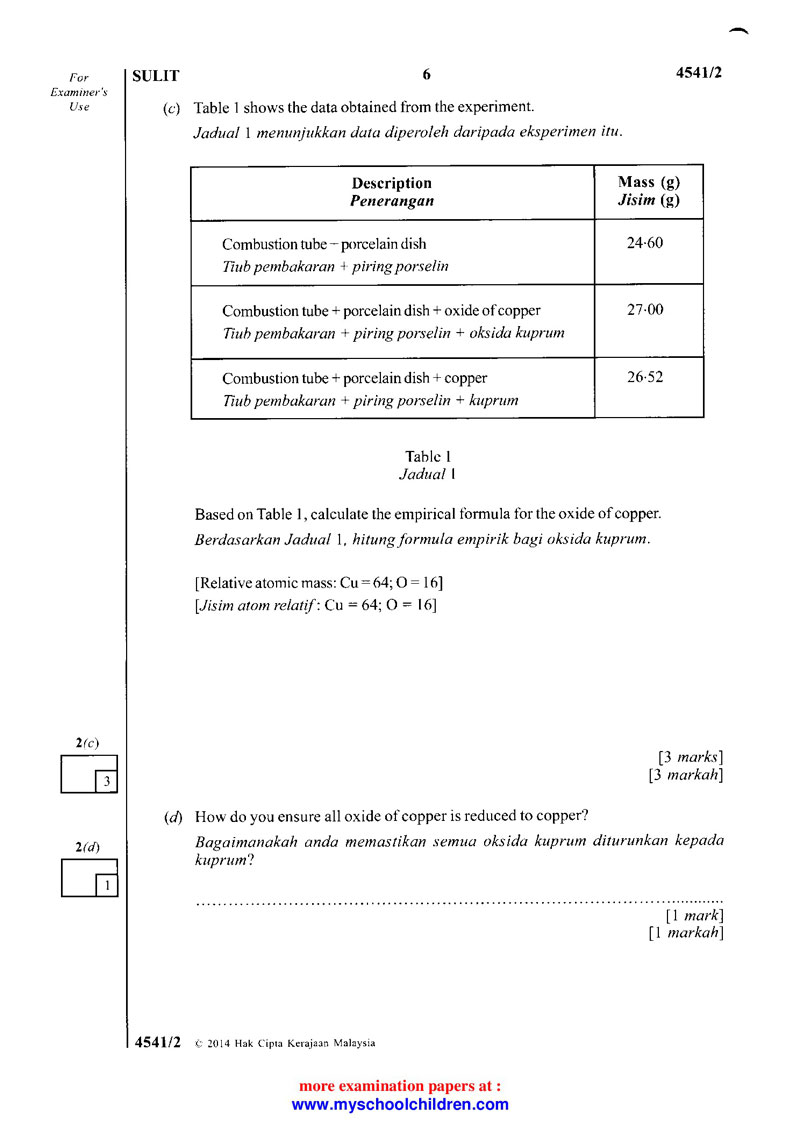 For
Examiner's
Use
SULIT 6 4541/2
(c) Table 1 shows the data obtained from the experiment.
Jadual 1 menunjukkan data diperoleh daripada eksperimen itu.
Description Mass (g)
Penerangan Jisim (g)
Combustion tube – porcelain dish 24·60
Tiub pembakaran + piring porselin
Combustion tube + porcelain dish + oxide of copper 27·00
Tiub pembakaran + piring porselin + oksida kuprum
Combustion tube + porcelain dish + copper 26·52
Tiub pembakaran + piring porselin + kuprum
Table 1
Jadual 1
Based on Table 1, calculate the empirical formula for the oxide of copper.
Berdasarkan Jadual 1, hitung formula empirik bagi oksida kuprum.
[Relative atomic mass: Cu = 64; O = 16]
[Jisim atom relatif: Cu = 64; O = 16]
2(c)
3
[3 marks]
[3 markah]
(d) How do you ensure all oxide of copper is reduced to copper?
Bagaimanakah anda memastikan semua oksida kuprum diturunkan kepada
kuprum?
2(d)
1
[1 mark]
[1 markah]
4541/2 © 2014 Hak Cipta Kerajaan Malaysia
more examination papers at :
www.myschoolchildren.com